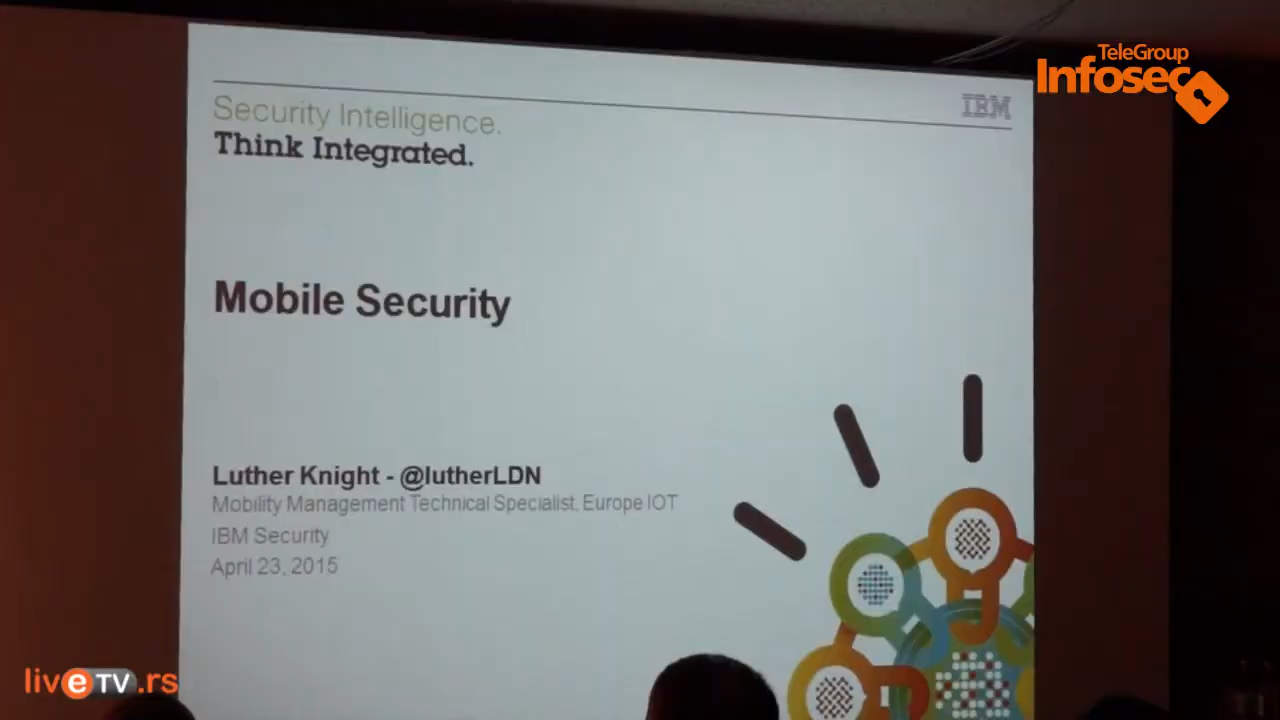 TeleGroup
Infosec
IBM
Security Intelligence.
Think Integrated.
Mobile Security
Luther Knight - @lutherLDN
Mobility Management Technical Specialist, Europe IOT
IBM Security
April 23, 2015
liveTV.rs